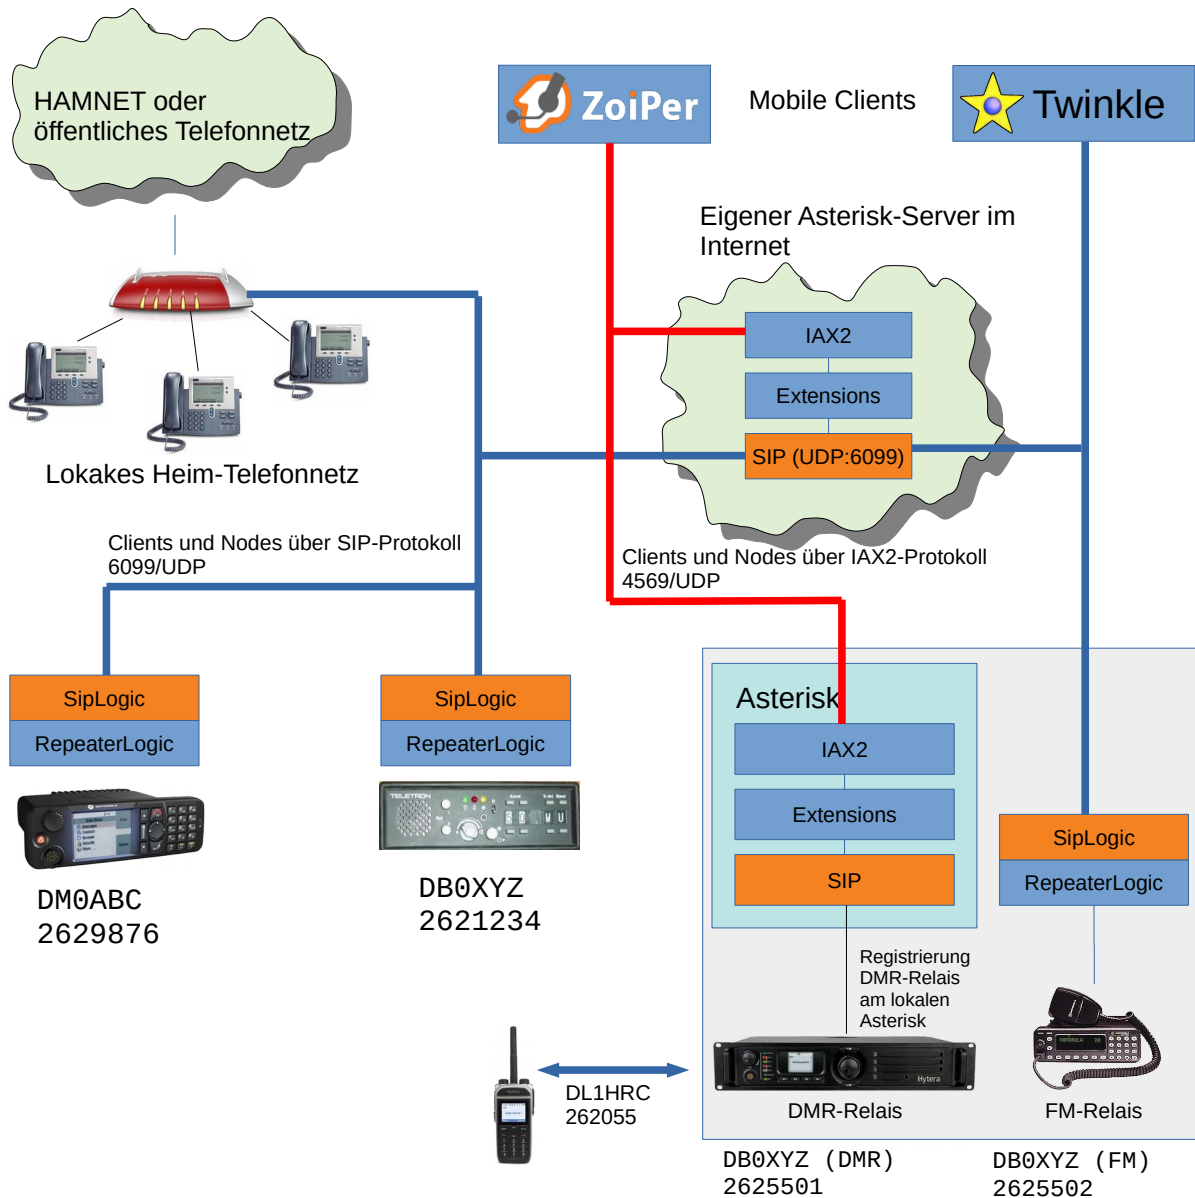 HAMNET oder
öffentliches Telefonnetz
ZoiPer
Mobile Clients
Twinkle
Eigener Asterisk-Server im
Internet
IAX2
Extensions
SIP (UDP:6099)
Lokakes Heim-Telefonnetz
Clients und Nodes über SIP-Protokoll
6099/UDP
Clients und Nodes über IAX2-Protokoll
4569/UDP
SipLogic
RepeaterLogic
SipLogic
RepeaterLogic
Asterisk
IAX2
Extensions
SIP
SipLogic
RepeaterLogic
TELETRON
DM0ABC
2629876
DB0XYZ
2621234
Registrierung
DMR-Relais
am lokalen
Asterisk
MOTOROLA
Hytera
DL1HRC
262055
DMR-Relais
FM-Relais
DB0XYZ (DMR)
2625501
DB0XYZ (FM)
2625502